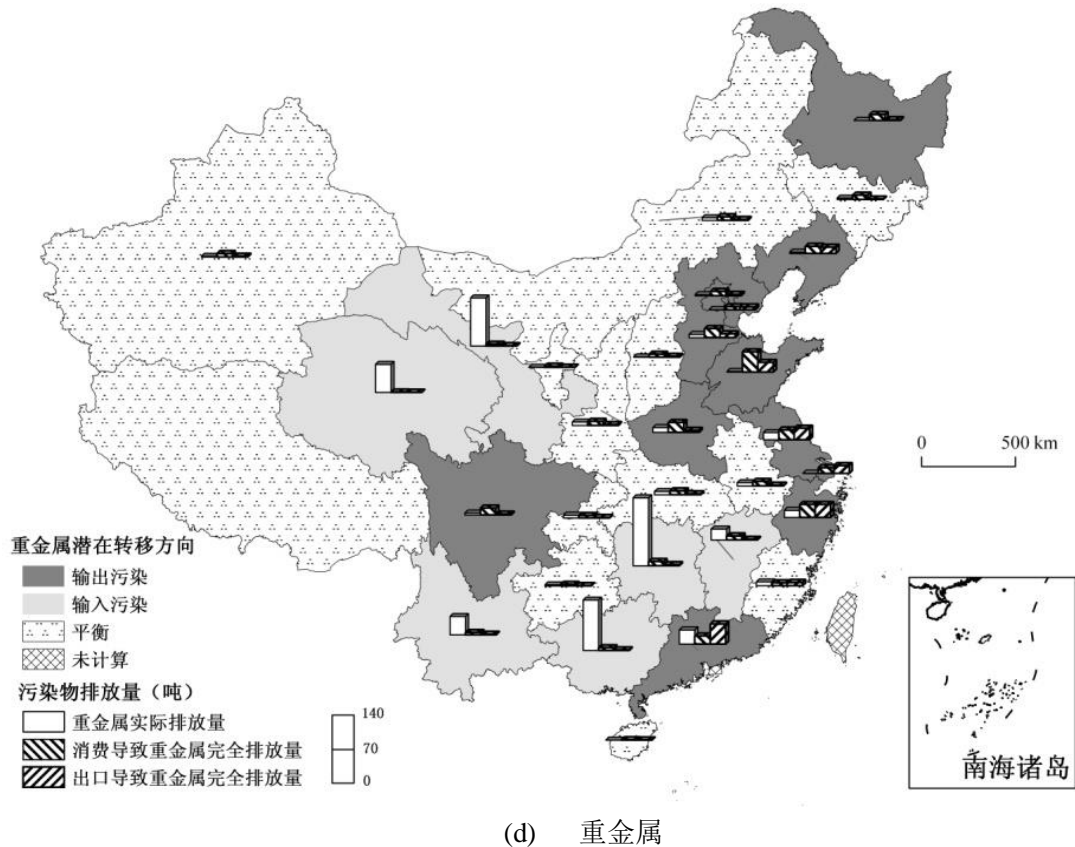 0 500 km
重金属潜在转移方向
输出污染
输入污染
平衡
未计算
污染物排放量（吨）
重金属实际排放量
消费导致重金属完全排放量
出口导致重金属完全排放量
140
70
0
南海诸岛
(d) 重金属